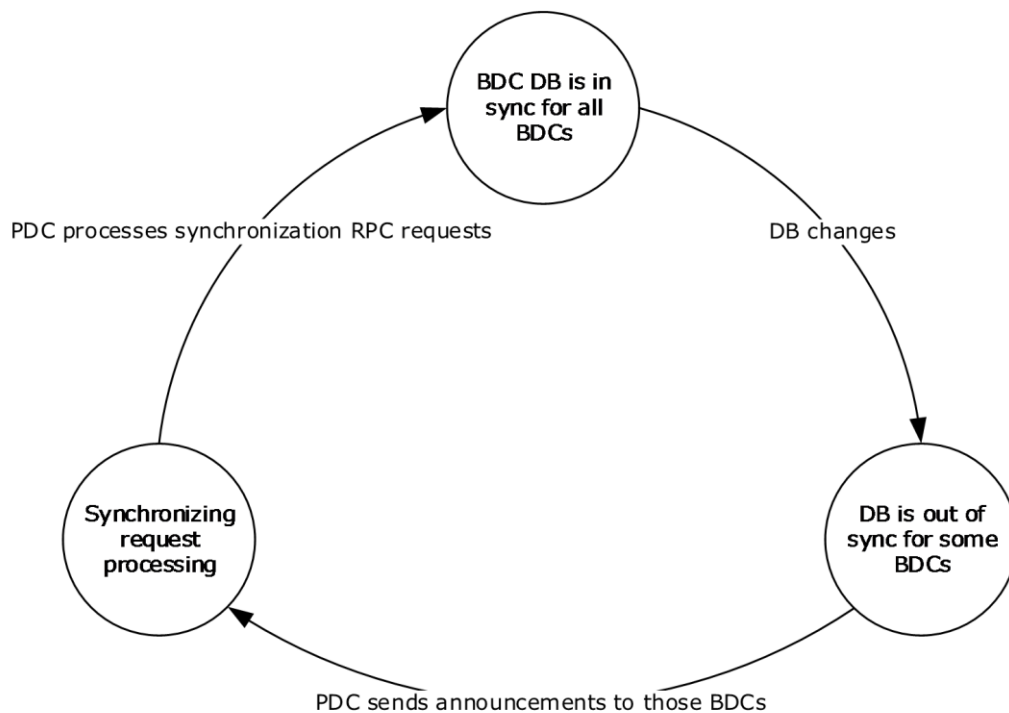 BDC DB is in
sync for all
BDCs
PDC processes synchronization RPC requests
DB changes
Synchronizing
request
processing
DB is out of
sync for some
BDCs
PDC sends announcements to those BDCs